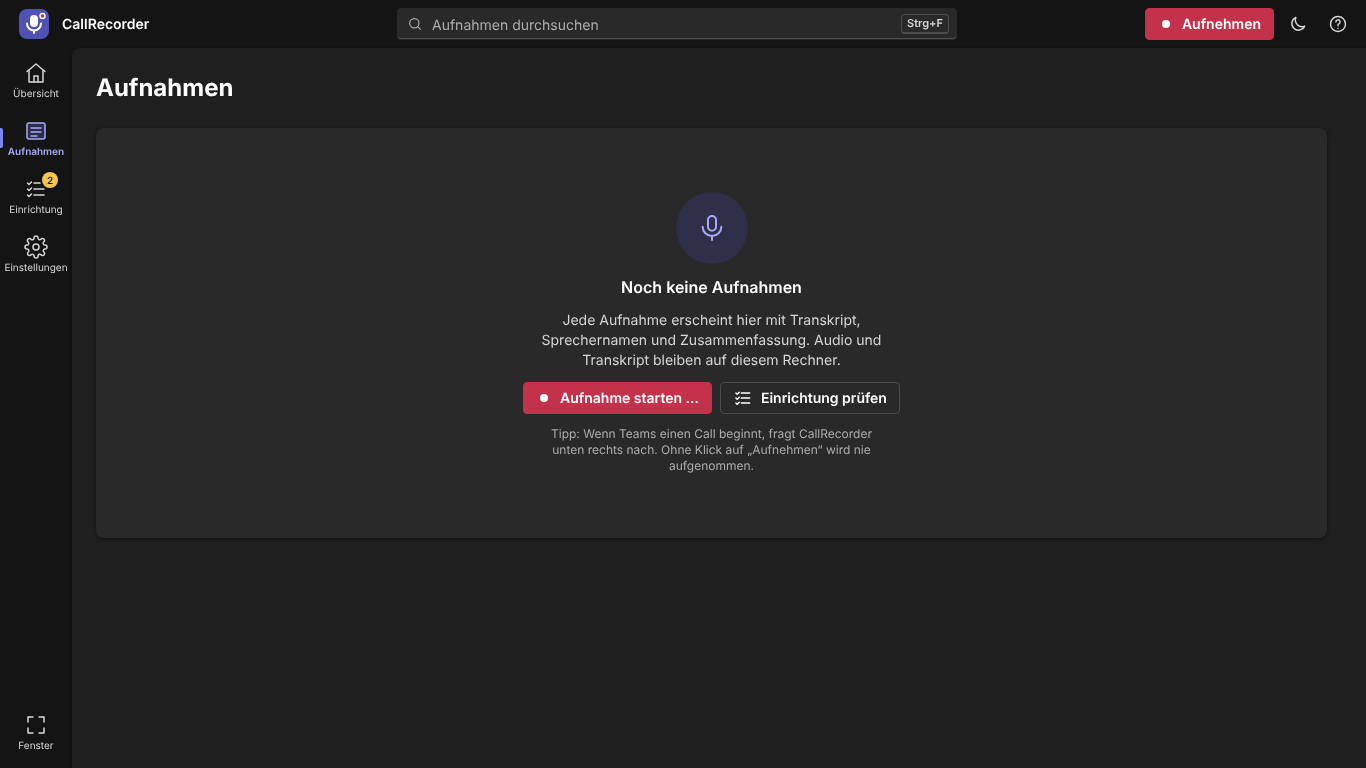 CallRecorder
Aufnahmen durchsuchen
Strg+F
Aufnehmen
Übersicht
Aufnahmen
2
Einrichtung
Einstellungen
Fenster
Aufnahmen
Noch keine Aufnahmen
Jede Aufnahme erscheint hier mit Transkript,
Sprechernamen und Zusammenfassung. Audio und
Transkript bleiben auf diesem Rechner.
Aufnahme starten ...
Einrichtung prüfen
Tipp: Wenn Teams einen Call beginnt, fragt CallRecorder
unten rechts nach. Ohne Klick auf „Aufnehmen“ wird nie
aufgenommen.